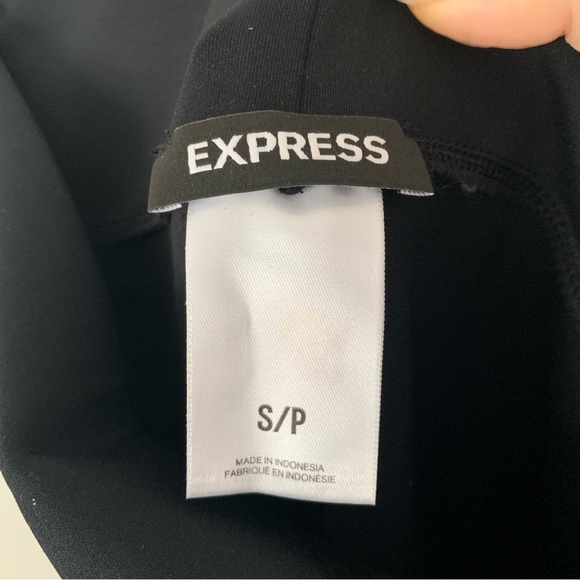 EXPRESS
S/P
MADE IN INDONESIA
FABRIQUÉ EN INDONÉSIE